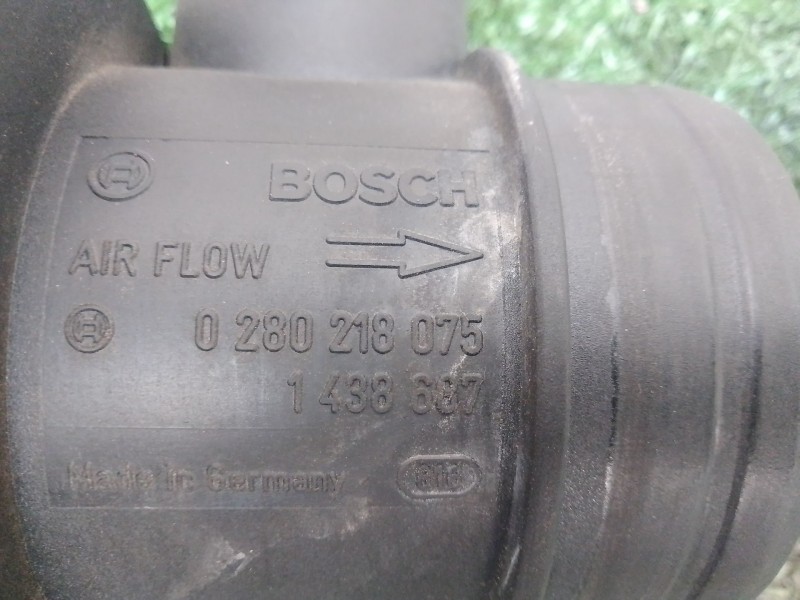 BOSCH
AIR FLOW
0 280 218 075
1 438 687
Made in Germany